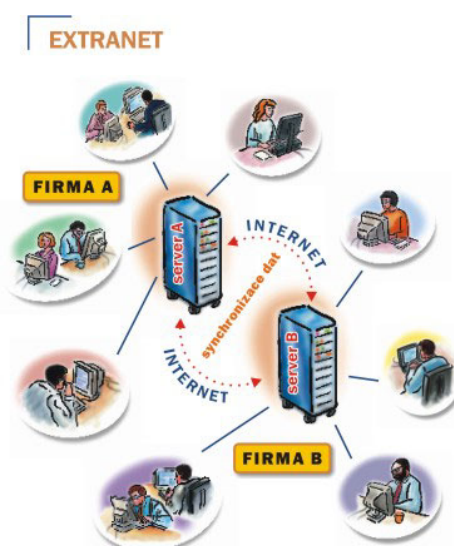 EXTRANET
FIRMA A
server A
INTERNET
synchronizace dat
INTERNET
server B
FIRMA B